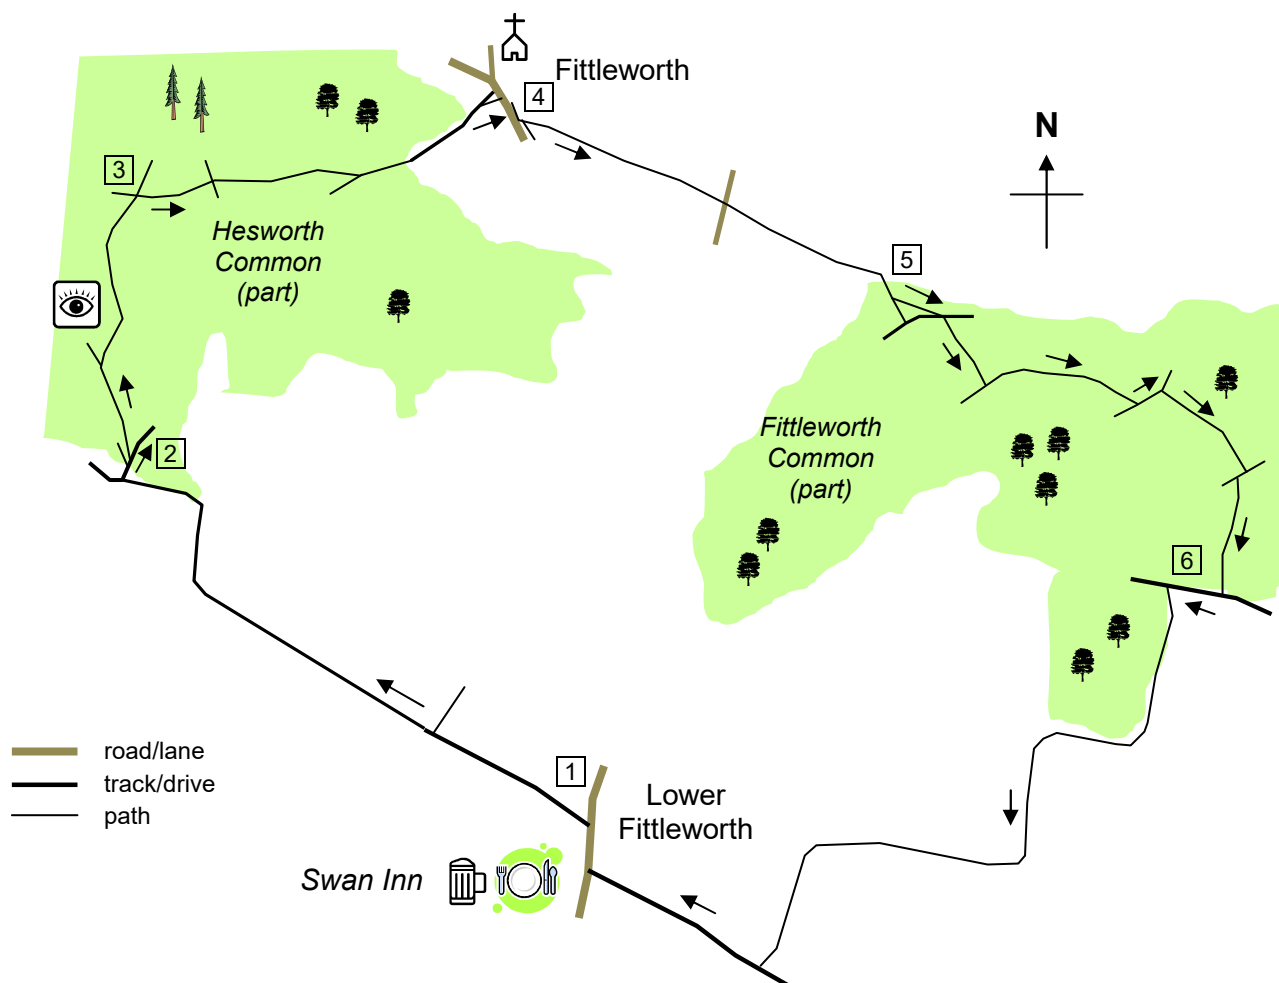 Fittleworth
4
N
3
Hesworth
Common
(part)
5
2
Fittleworth
Common
(part)
6
1
Lower
Fittleworth
Swan Inn
road/lane
track/drive
path